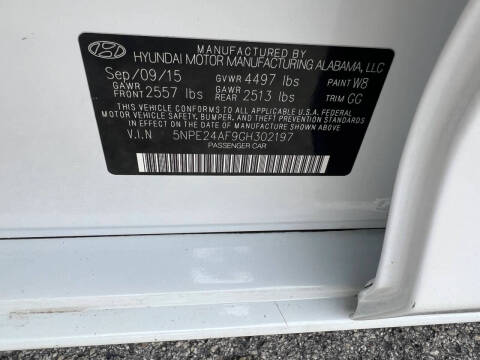 MANUFACTURED BY
HYUNDAI MOTOR MANUFACTURING ALABAMA, LLC
Sep/09/15 GVWR 4497 lbs PAINT W8
GAWR FRONT 2557 lbs GAWR REAR 2513 lbs TRIM GG
THIS VEHICLE CONFORMS TO ALL APPLICABLE U.S.A. FEDERAL
MOTOR VEHICLE SAFETY, BUMPER, AND THEFT PREVENTION STANDARDS
IN EFFECT ON THE DATE OF MANUFACTURE SHOWN ABOVE.
V.I.N 5NPE24AF9GH302197
PASSENGER CAR